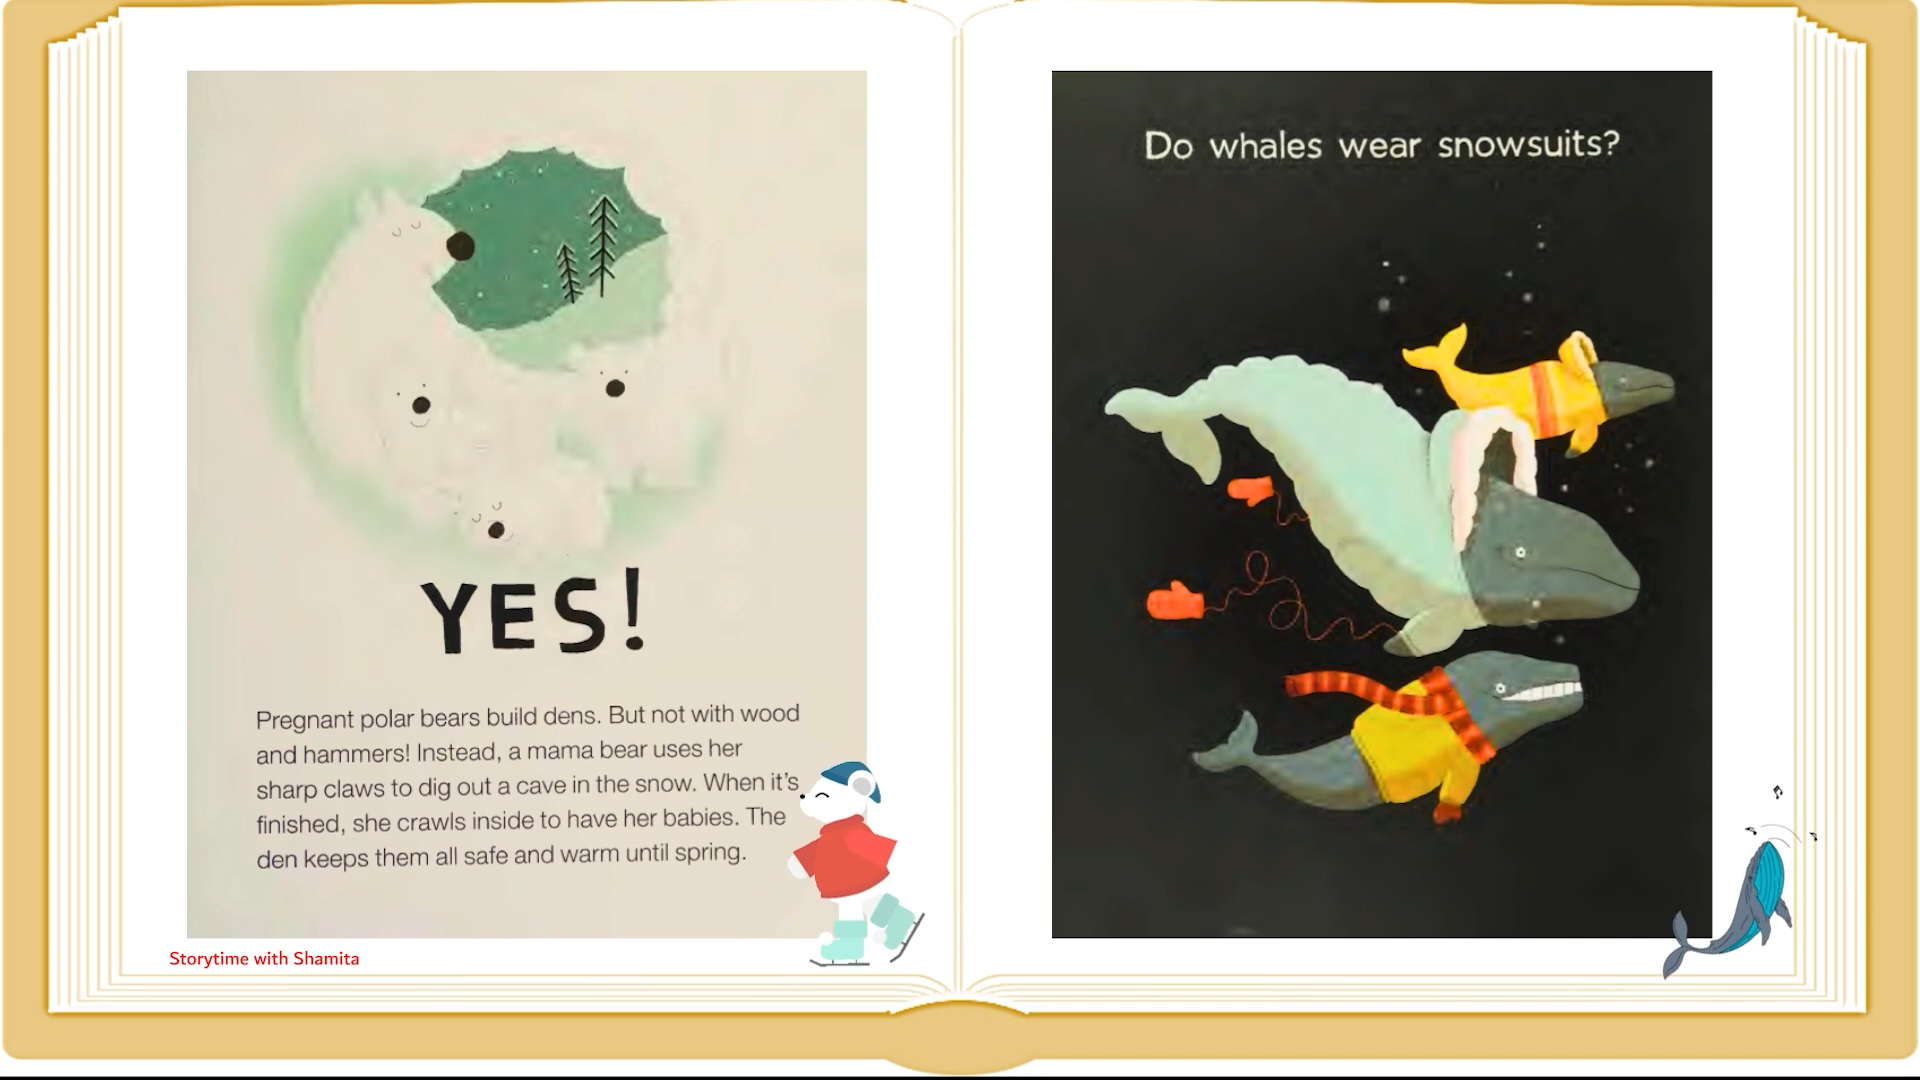 YES!
Pregnant polar bears build dens. But not with wood
and hammers! Instead, a mama bear uses her
sharp claws to dig out a cave in the snow. When it's
finished, she crawls inside to have her babies. The
den keeps them all safe and warm until spring.
Storytime with Shamita
Do whales wear snowsuits?